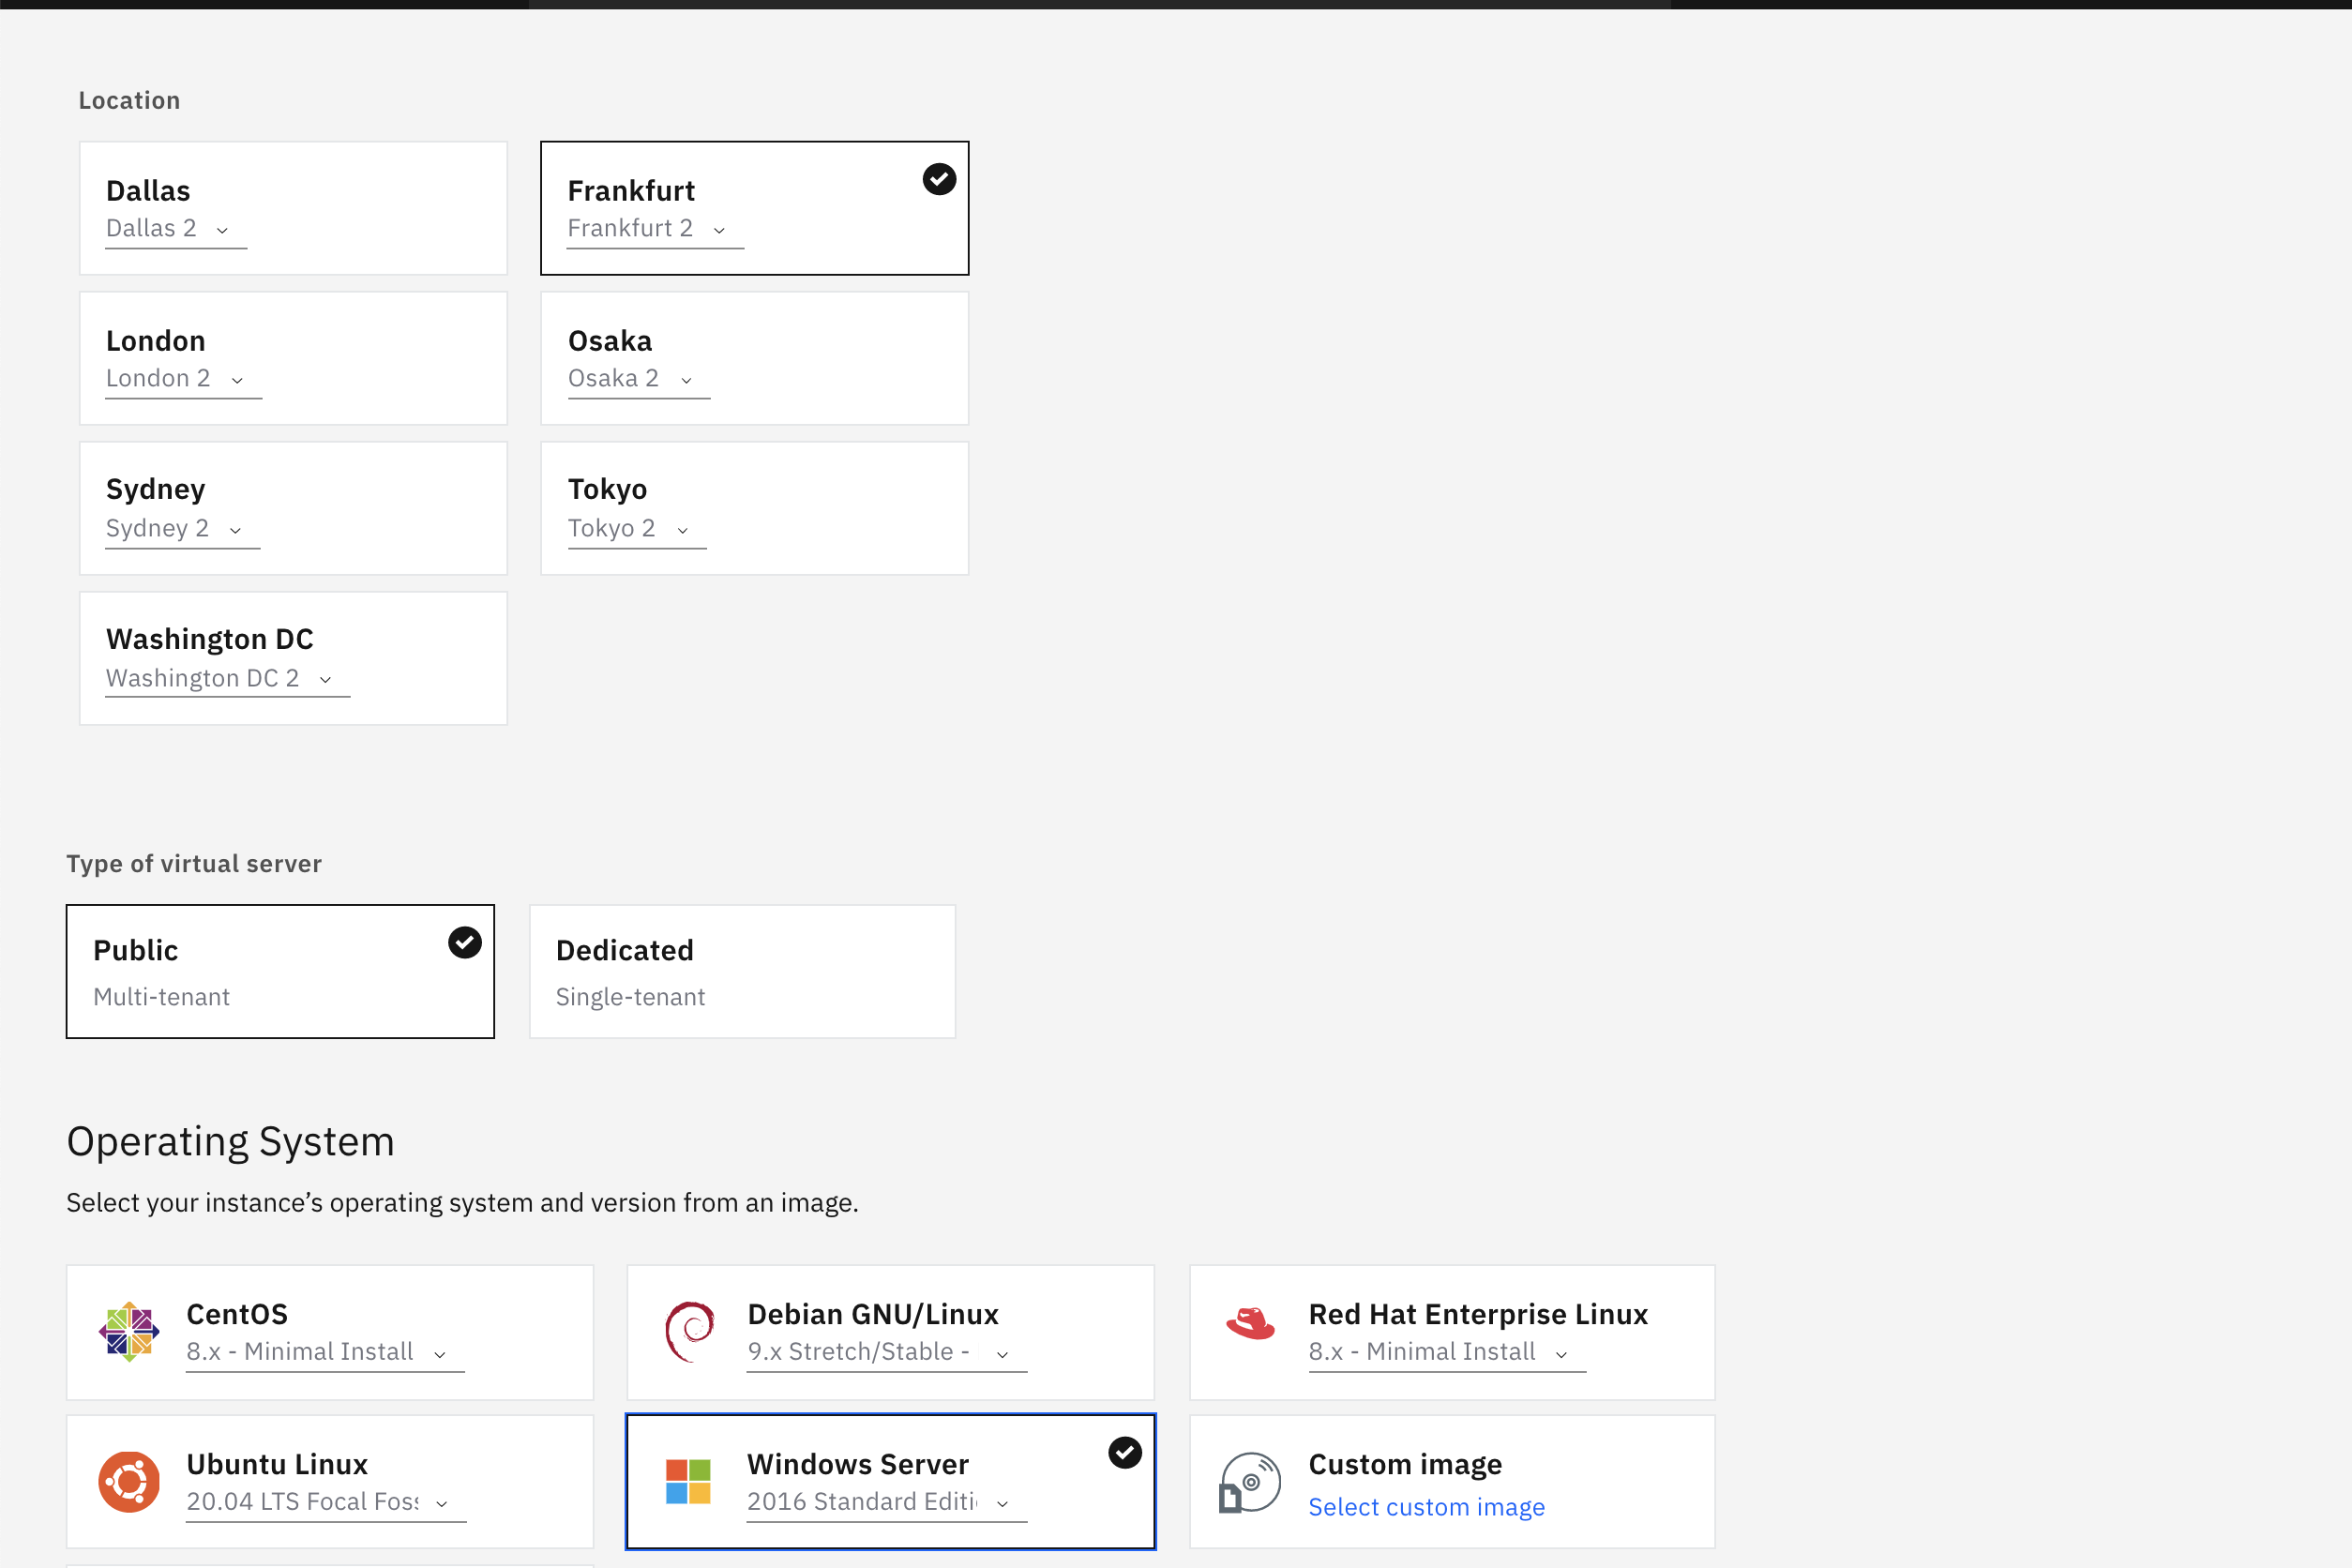 Location
Dallas
Dallas 2
Frankfurt
Frankfurt 2
London
London 2
Osaka
Osaka 2
Sydney
Sydney 2
Tokyo
Tokyo 2
Washington DC
Washington DC 2
Type of virtual server
Public
Multi-tenant
Dedicated
Single-tenant
Operating System
Select your instance’s operating system and version from an image.
CentOS
8.x - Minimal Install
Debian GNU/Linux
9.x Stretch/Stable -
Red Hat Enterprise Linux
8.x - Minimal Install
Ubuntu Linux
20.04 LTS Focal Foss
Windows Server
2016 Standard Editi
Custom image
Select custom image